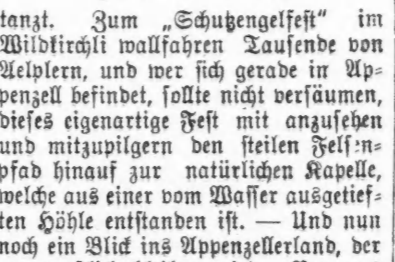 tanzt. Zum „Schutzengelfest" im
Wildkirchli wallfahren Tausende von
Aelplern, und wer sich gerade in Ap-
penzell befindet, sollte nicht versäumen,
dieses eigenartige Fest mit anzusehen
und mitzupilgern den steilen Felsen-
pfad hinauf zur natürlichen Kapelle,
welche aus einer vom Wasser ausgetief-
ten Höhle entstanden ist. — Und nun
noch ein Blick ins Appenzellerland, der